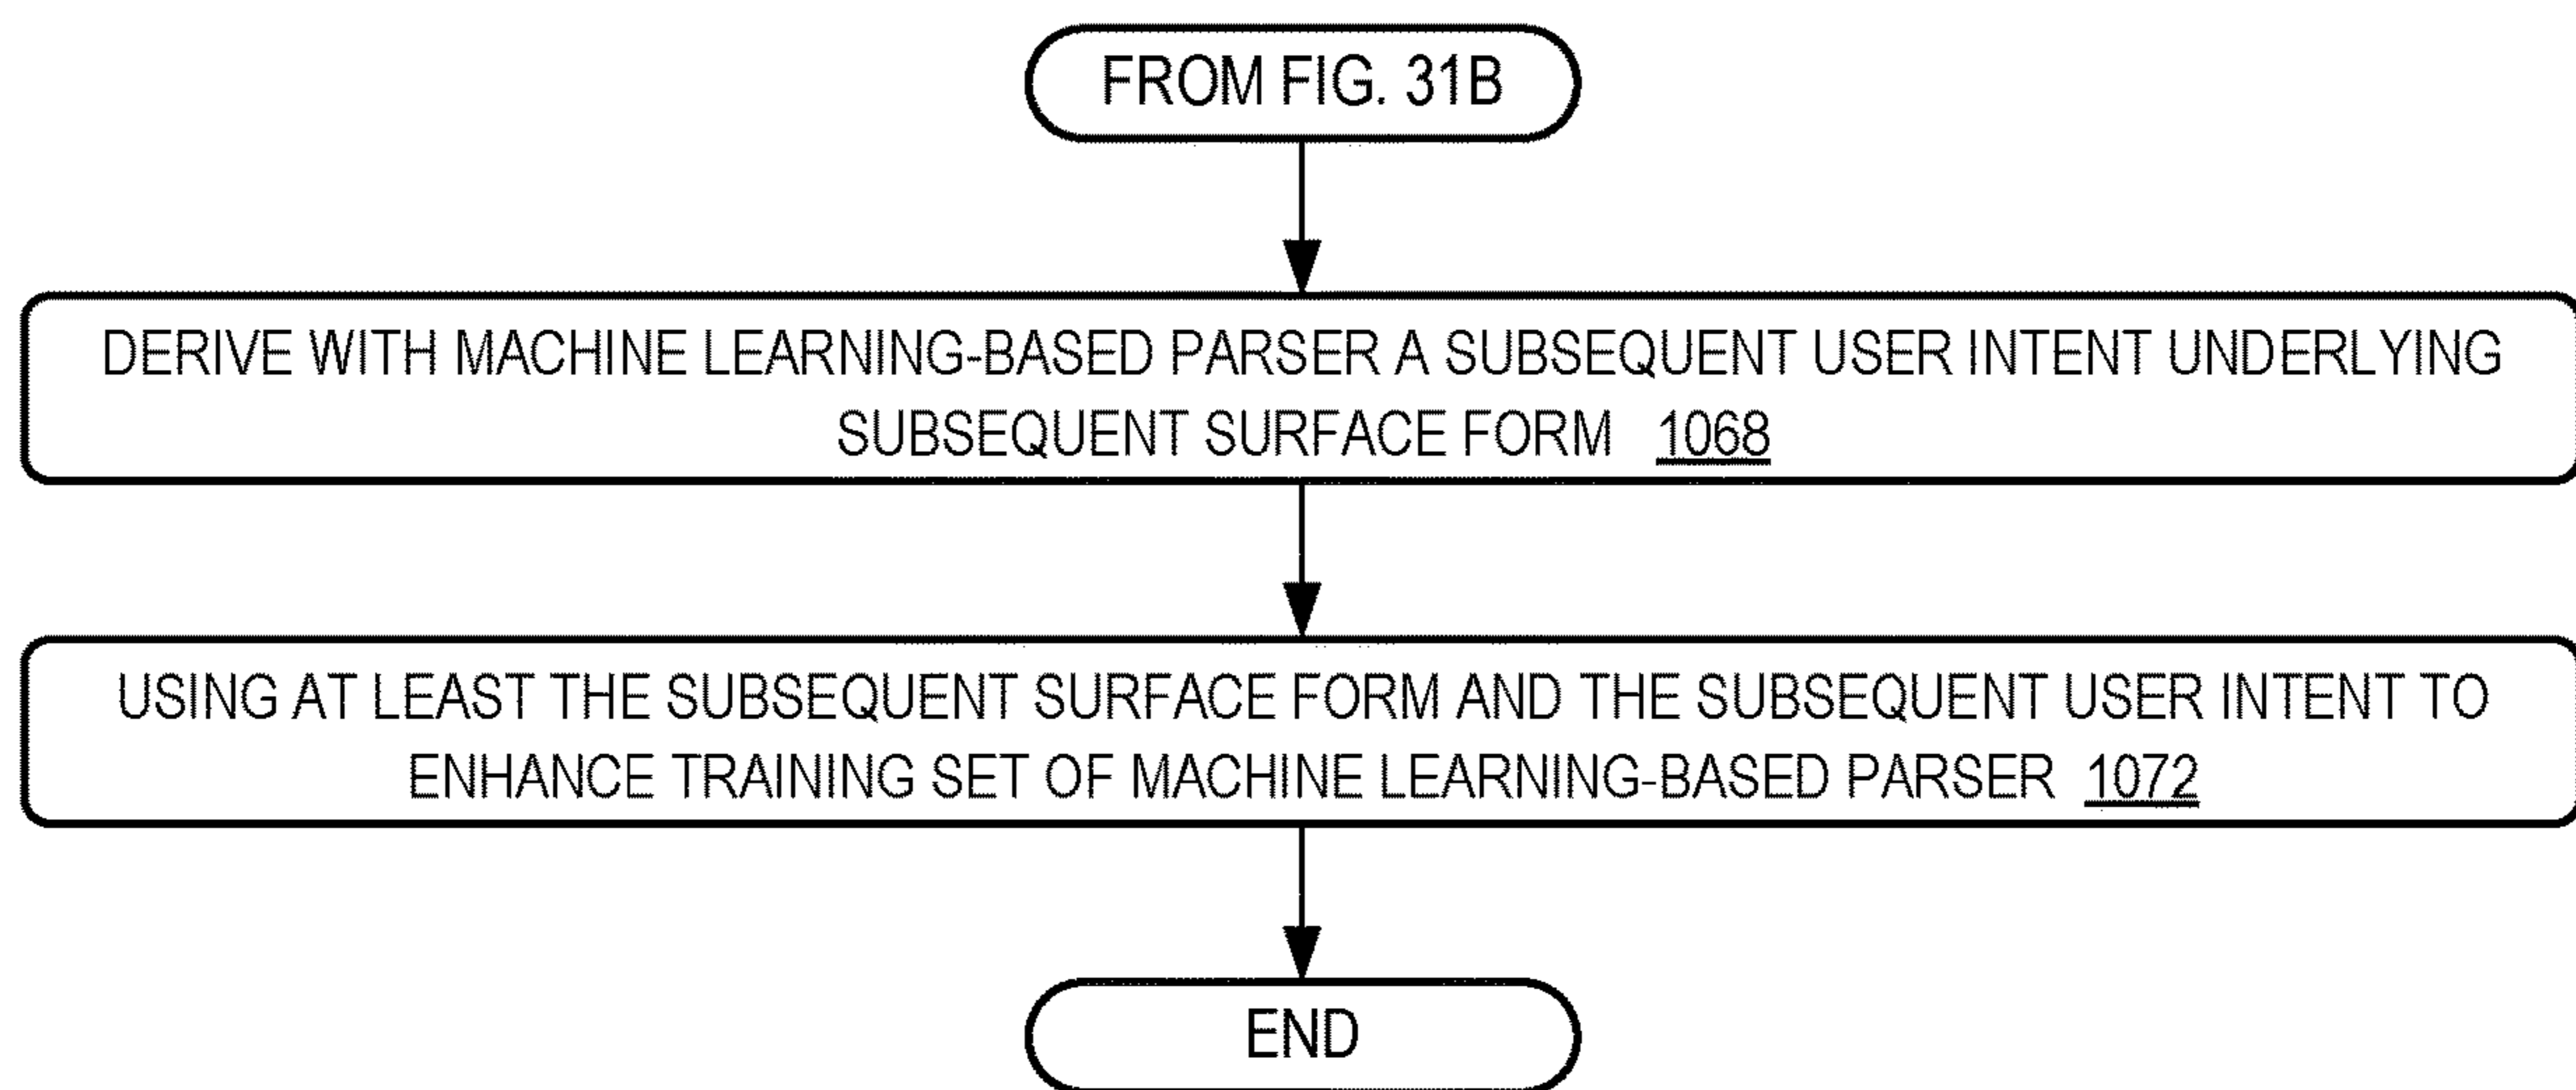 FROM FIG. 31B
DERIVE WITH MACHINE LEARNING-BASED PARSER A SUBSEQUENT USER INTENT UNDERLYING
SUBSEQUENT SURFACE FORM 1068
USING AT LEAST THE SUBSEQUENT SURFACE FORM AND THE SUBSEQUENT USER INTENT TO
ENHANCE TRAINING SET OF MACHINE LEARNING-BASED PARSER 1072
END